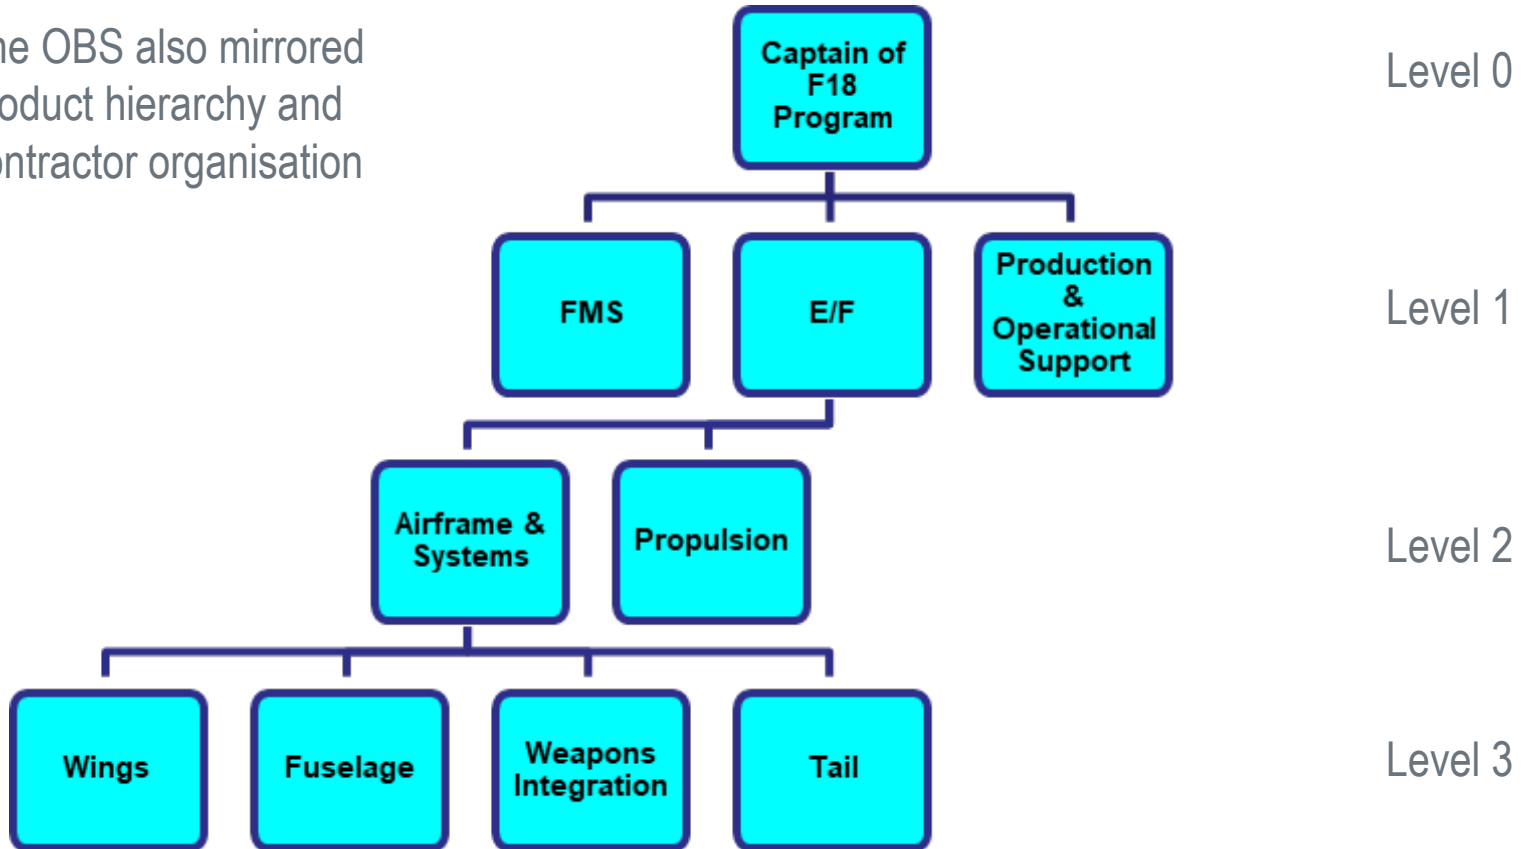 he OBS also mirrored
oduct hierarchy and
ontractor organisation
Captain of
F18
Program
Level 0
FMS
E/F
Production
&
Operational
Support
Level 1
Airframe &
Systems
Propulsion
Level 2
Wings
Fuselage
Weapons
Integration
Tail
Level 3